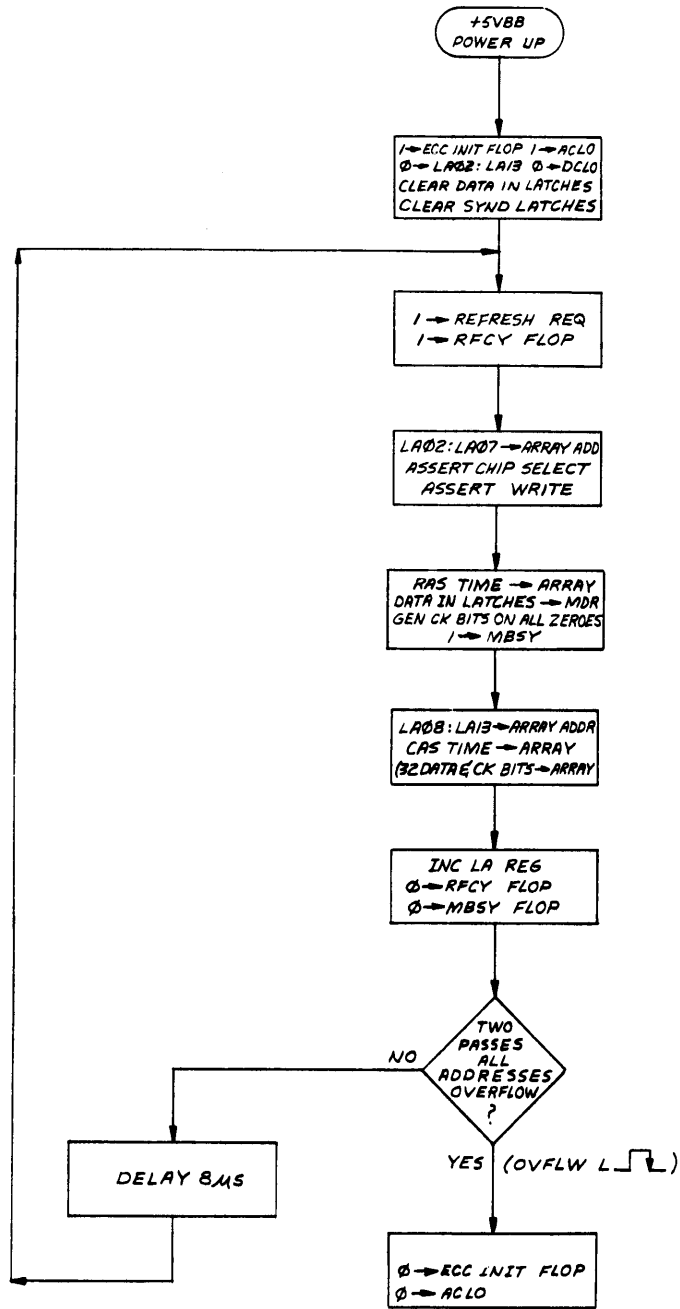 +5VBB
POWER UP
1→ECC INIT FLOP 1→ACLO
Ø→LAØ2:LA13 Ø→DCLO
CLEAR DATA IN LATCHES
CLEAR SYND LATCHES
1→REFRESH REQ
1→RFCY FLOP
LAØ2:LAØ7→ARRAY ADD
ASSERT CHIP SELECT
ASSERT WRITE
RAS TIME→ARRAY
DATA IN LATCHES→MDR
GEN CK BITS ON ALL ZEROES
1→MBSY
LAØ8:LA13→ARRAY ADDR
CAS TIME→ARRAY
(32 DATA & CK BITS→ARRAY
INC LA REG
Ø→RFCY FLOP
Ø→MBSY FLOP
TWO
PASSES
ALL
ADDRESSES
OVERFLOW
?
NO
DELAY 8µS
YES (OVFLW L )
Ø→ECC INIT FLOP
Ø→ACLO